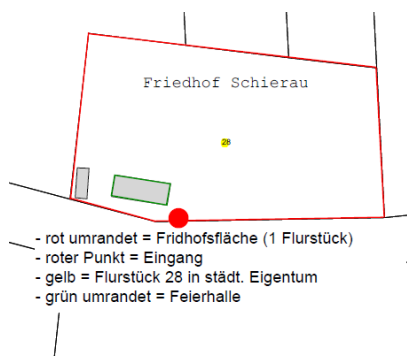 Friedhof Schierau
28
- rot umrandet = Fridhofsfläche (1 Flurstück)
- roter Punkt = Eingang
- gelb = Flurstück 28 in städt. Eigentum
- grün umrandet = Feierhalle